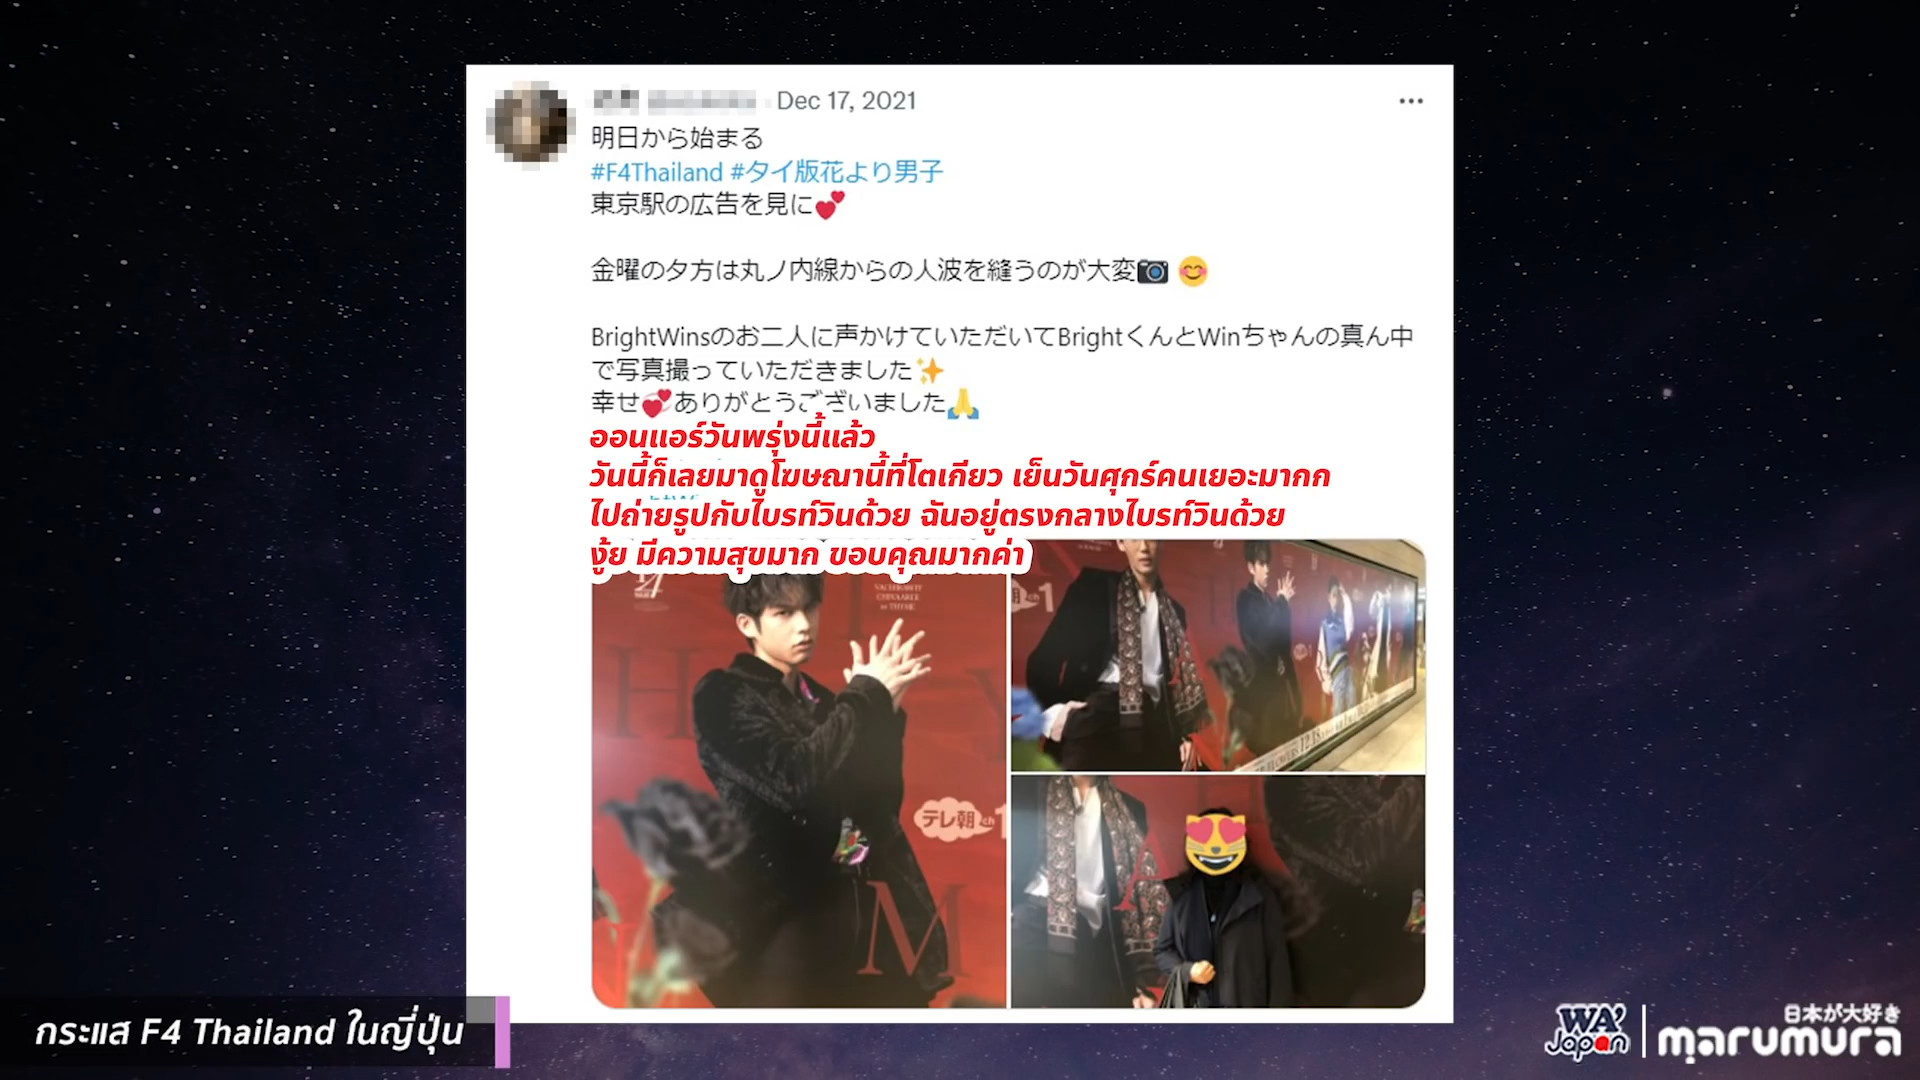 Dec 17, 2021
明日から始まる
#F4Thailand #タイ版花より男子
東京駅の広告を見に💕
金曜の夕方は丸ノ内線からの人波を縫うのが大変📷 😊
BrightWinsのお二人に声かけていただいてBrightくんとWinちゃんの真ん中
で写真撮っていただきました✨
幸せ💞ありがとうございました🙏
ออนแอร์วันพรุ่งนี้แล้ว
วันนี้ก็เลยมาดูโฆษณานี้ที่โตเกียว เย็นวันศุกร์คนเยอะมากก
ไปถ่ายรูปกับไบรท์วินด้วย ฉันอยู่ตรงกลางไบรท์วินด้วย
งู้ย มีความสุขมาก ขอบคุณมากค่า
VACHIRAWIT
CHIVAAREE
as THYME
H
M
テレ朝ch1
朝ch1
12.18
A
กระแส F4 Thailand ในญี่ปุ่น
WA'
Japan
日本が大好き
marumura